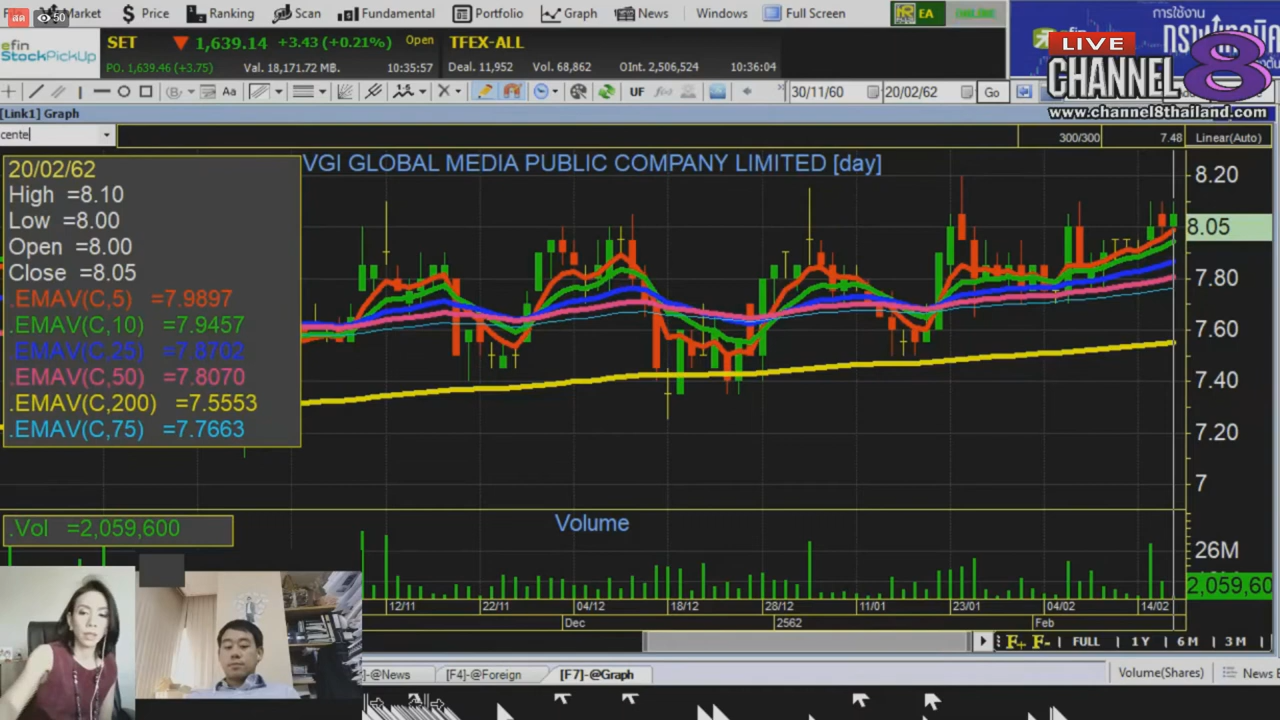 สด 50
Market $ Price Ranking Scan Fundamental Portfolio Graph News Windows Full Screen EA ONLINE
การใช้งาน
efin StockPickUp
SET 1,639.14 +3.43 (+0.21%) Open TFEX-ALL
PO. 1,639.46 (+3.75) Val. 18,171.72 MB. 10:35:57 Deal. 11,952 Vol. 68,862 OInt. 2,506,524 10:36:04
LIVE
CHANNEL 8
www.channel8thailand.com
Aa UF 30/11/60 20/02/62 Go
[Link1] Graph
cente 300/300 7.48 Linear(Auto)
VGI GLOBAL MEDIA PUBLIC COMPANY LIMITED [day]
20/02/62
High =8.10
Low =8.00
Open =8.00
Close =8.05
.EMAV(C,5) =7.9897
.EMAV(C,10) =7.9457
.EMAV(C,25) =7.8702
.EMAV(C,50) =7.8070
.EMAV(C,200) =7.5553
.EMAV(C,75) =7.7663
8.20
8.05
7.80
7.60
7.40
7.20
7
.Vol =2,059,600
Volume
26M
2,059,60
12/11 22/11 04/12 18/12 28/12 11/01 23/01 04/02 14/02
Dec 2562 Feb
F+ F- FULL 1Y 6M 3M
]-@News [F4]-@Foreign [F7]-@Graph Volume(Shares) News